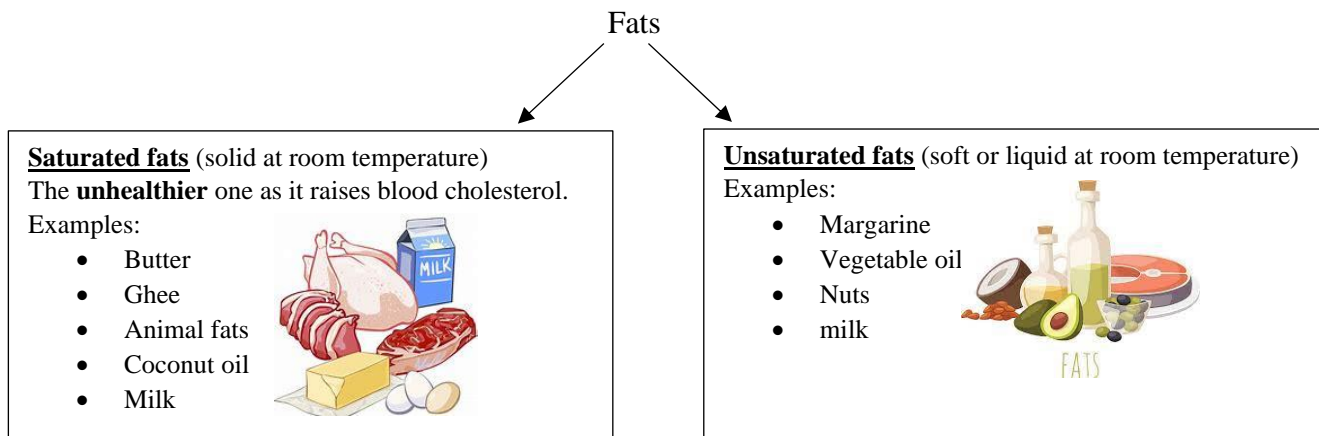 Fats
Saturated fats (solid at room temperature)
The unhealthier one as it raises blood cholesterol.
Examples:
• Butter
• Ghee
• Animal fats
• Coconut oil
• Milk
MILK
Unsaturated fats (soft or liquid at room temperature)
Examples:
• Margarine
• Vegetable oil
• Nuts
• milk
FATS